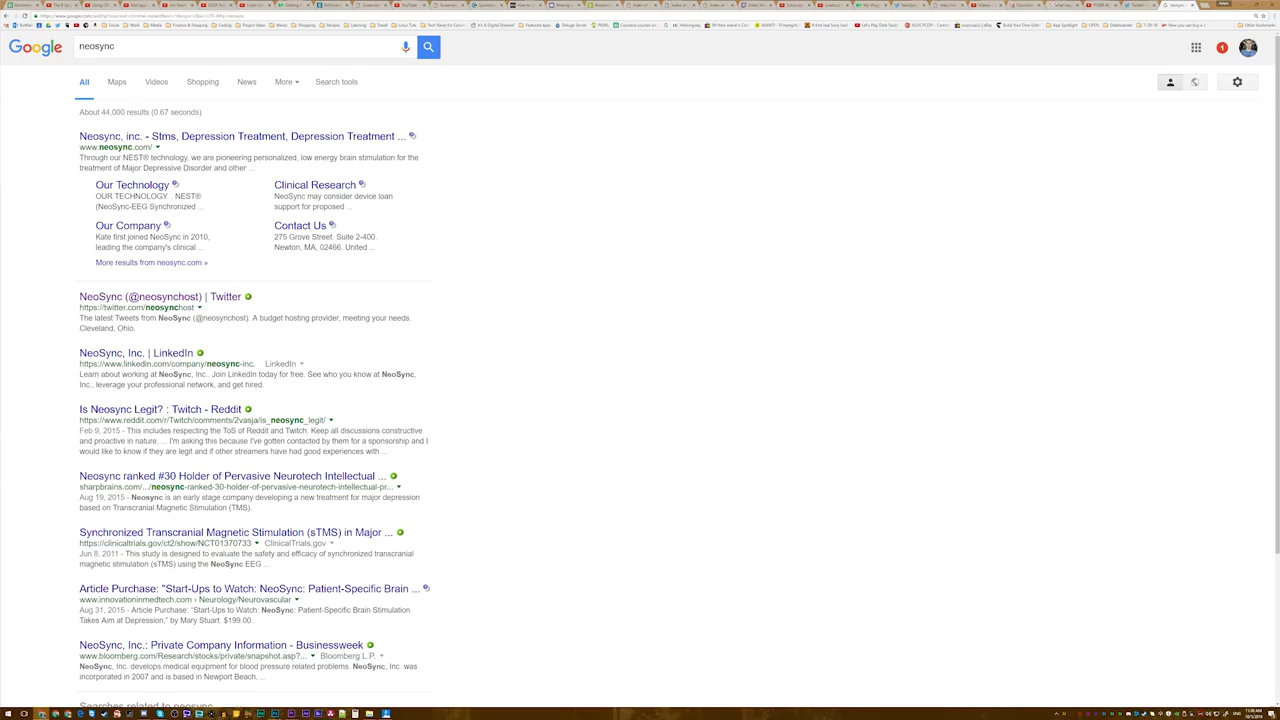 Google
neosync
1
All Maps Videos Shopping News More Search tools
About 44,000 results (0.67 seconds)
Neosync, inc. - Stms, Depression Treatment, Depression Treatment ...
www.neosync.com/
Through our NEST® technology, we are pioneering personalized, low energy brain stimulation for the
treatment of Major Depressive Disorder and other ...
Our Technology
OUR TECHNOLOGY. NEST®
(NeoSync-EEG Synchronized ...
Clinical Research
NeoSync may consider device loan
support for proposed ...
Our Company
Kate first joined NeoSync in 2010,
leading the company's clinical ...
Contact Us
275 Grove Street. Suite 2-400.
Newton, MA, 02466. United ...
More results from neosync.com »
NeoSync (@neosynchost) | Twitter
https://twitter.com/neosynchost
The latest Tweets from NeoSync (@neosynchost). A budget hosting provider, meeting your needs.
Cleveland, Ohio.
NeoSync, Inc. | LinkedIn
https://www.linkedin.com/company/neosync-inc. LinkedIn
Learn about working at NeoSync, Inc.. Join LinkedIn today for free. See who you know at NeoSync,
Inc., leverage your professional network, and get hired.
Is Neosync Legit? : Twitch - Reddit
https://www.reddit.com/r/Twitch/comments/2vasja/is_neosync_legit/
Feb 9, 2015 - This includes respecting the ToS of Reddit and Twitch. Keep all discussions constructive
and proactive in nature. ... I'm asking this because I've gotten contacted by them for a sponsorship and I
would like to know if they are legit and if other streamers have had good experiences with ...
Neosync ranked #30 Holder of Pervasive Neurotech Intellectual ...
sharpbrains.com/.../neosync-ranked-30-holder-of-pervasive-neurotech-intellectual-pr...
Aug 19, 2015 - Neosync is an early stage company developing a new treatment for major depression
based on Transcranial Magnetic Stimulation (TMS).
Synchronized Transcranial Magnetic Stimulation (sTMS) in Major ...
https://clinicaltrials.gov/ct2/show/NCT01370733 ClinicalTrials.gov
Jun 8, 2011 - This study is designed to evaluate the safety and efficacy of synchronized transcranial
magnetic stimulation (sTMS) using the NeoSync EEG ...
Article Purchase: "Start-Ups to Watch: NeoSync: Patient-Specific Brain ...
www.innovationinmedtech.com › Neurology/Neurovascular
Aug 31, 2015 - Article Purchase: "Start-Ups to Watch: NeoSync: Patient-Specific Brain Stimulation
Takes Aim at Depression," by Mary Stuart. $199.00.
NeoSync, Inc.: Private Company Information - Businessweek
www.bloomberg.com/Research/stocks/private/snapshot.asp?... Bloomberg L.P.
NeoSync, Inc. develops medical equipment for blood pressure related problems. NeoSync, Inc. was
incorporated in 2007 and is based in Newport Beach, ...
Searches related to neosync